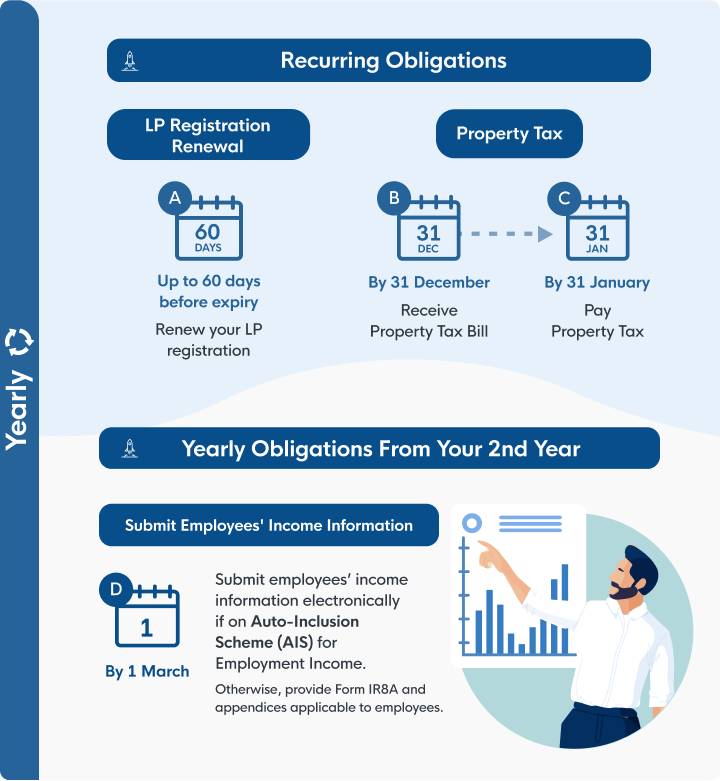 Recurring Obligations
LP Registration
Renewal
A
60
DAYS
Up to 60 days
before expiry
Renew your LP
registration
Property Tax
B
31
DEC
By 31 December
Receive
Property Tax Bill
C
31
JAN
By 31 January
Pay
Property Tax
Yearly
Yearly Obligations From Your 2nd Year
Submit Employees' Income Information
D
1
By 1 March
Submit employees’ income
information electronically
if on Auto-Inclusion
Scheme (AIS) for
Employment Income.
Otherwise, provide Form IR8A and
appendices applicable to employees.